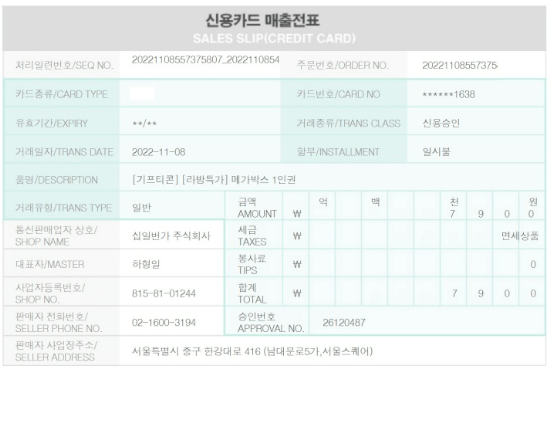 신용카드 매출전표
SALES SLIP(CREDIT CARD)
처리일련번호/SEQ NO. 20221108557375807_2022110854 주문번호/ORDER NO. 20221108557375
카드종류/CARD TYPE 카드번호/CARD NO ******1638
유효기간/EXPIRY **/** 거래종류/TRANS CLASS 신용승인
거래일자/TRANS DATE 2022-11-08 할부/INSTALLMENT 일시불
품명/DESCRIPTION [기프티콘] [라방특가] 메가박스 1인권
거래유형/TRANS TYPE 일반 금액 AMOUNT ₩ 억 백 천 원
7 9 0 0
통신판매업자 상호/ SHOP NAME 십일번가 주식회사 세금 TAXES ₩ 면세상품
대표자/MASTER 하형일 봉사료 TIPS ₩ 0
사업자등록번호/ SHOP NO. 815-81-01244 합계 TOTAL ₩ 7 9 0 0
판매자 전화번호/ SELLER PHONE NO. 02-1600-3194 승인번호 APPROVAL NO. 26120487
판매자 사업장주소/ SELLER ADDRESS 서울특별시 중구 한강대로 416 (남대문로5가,서울스퀘어)